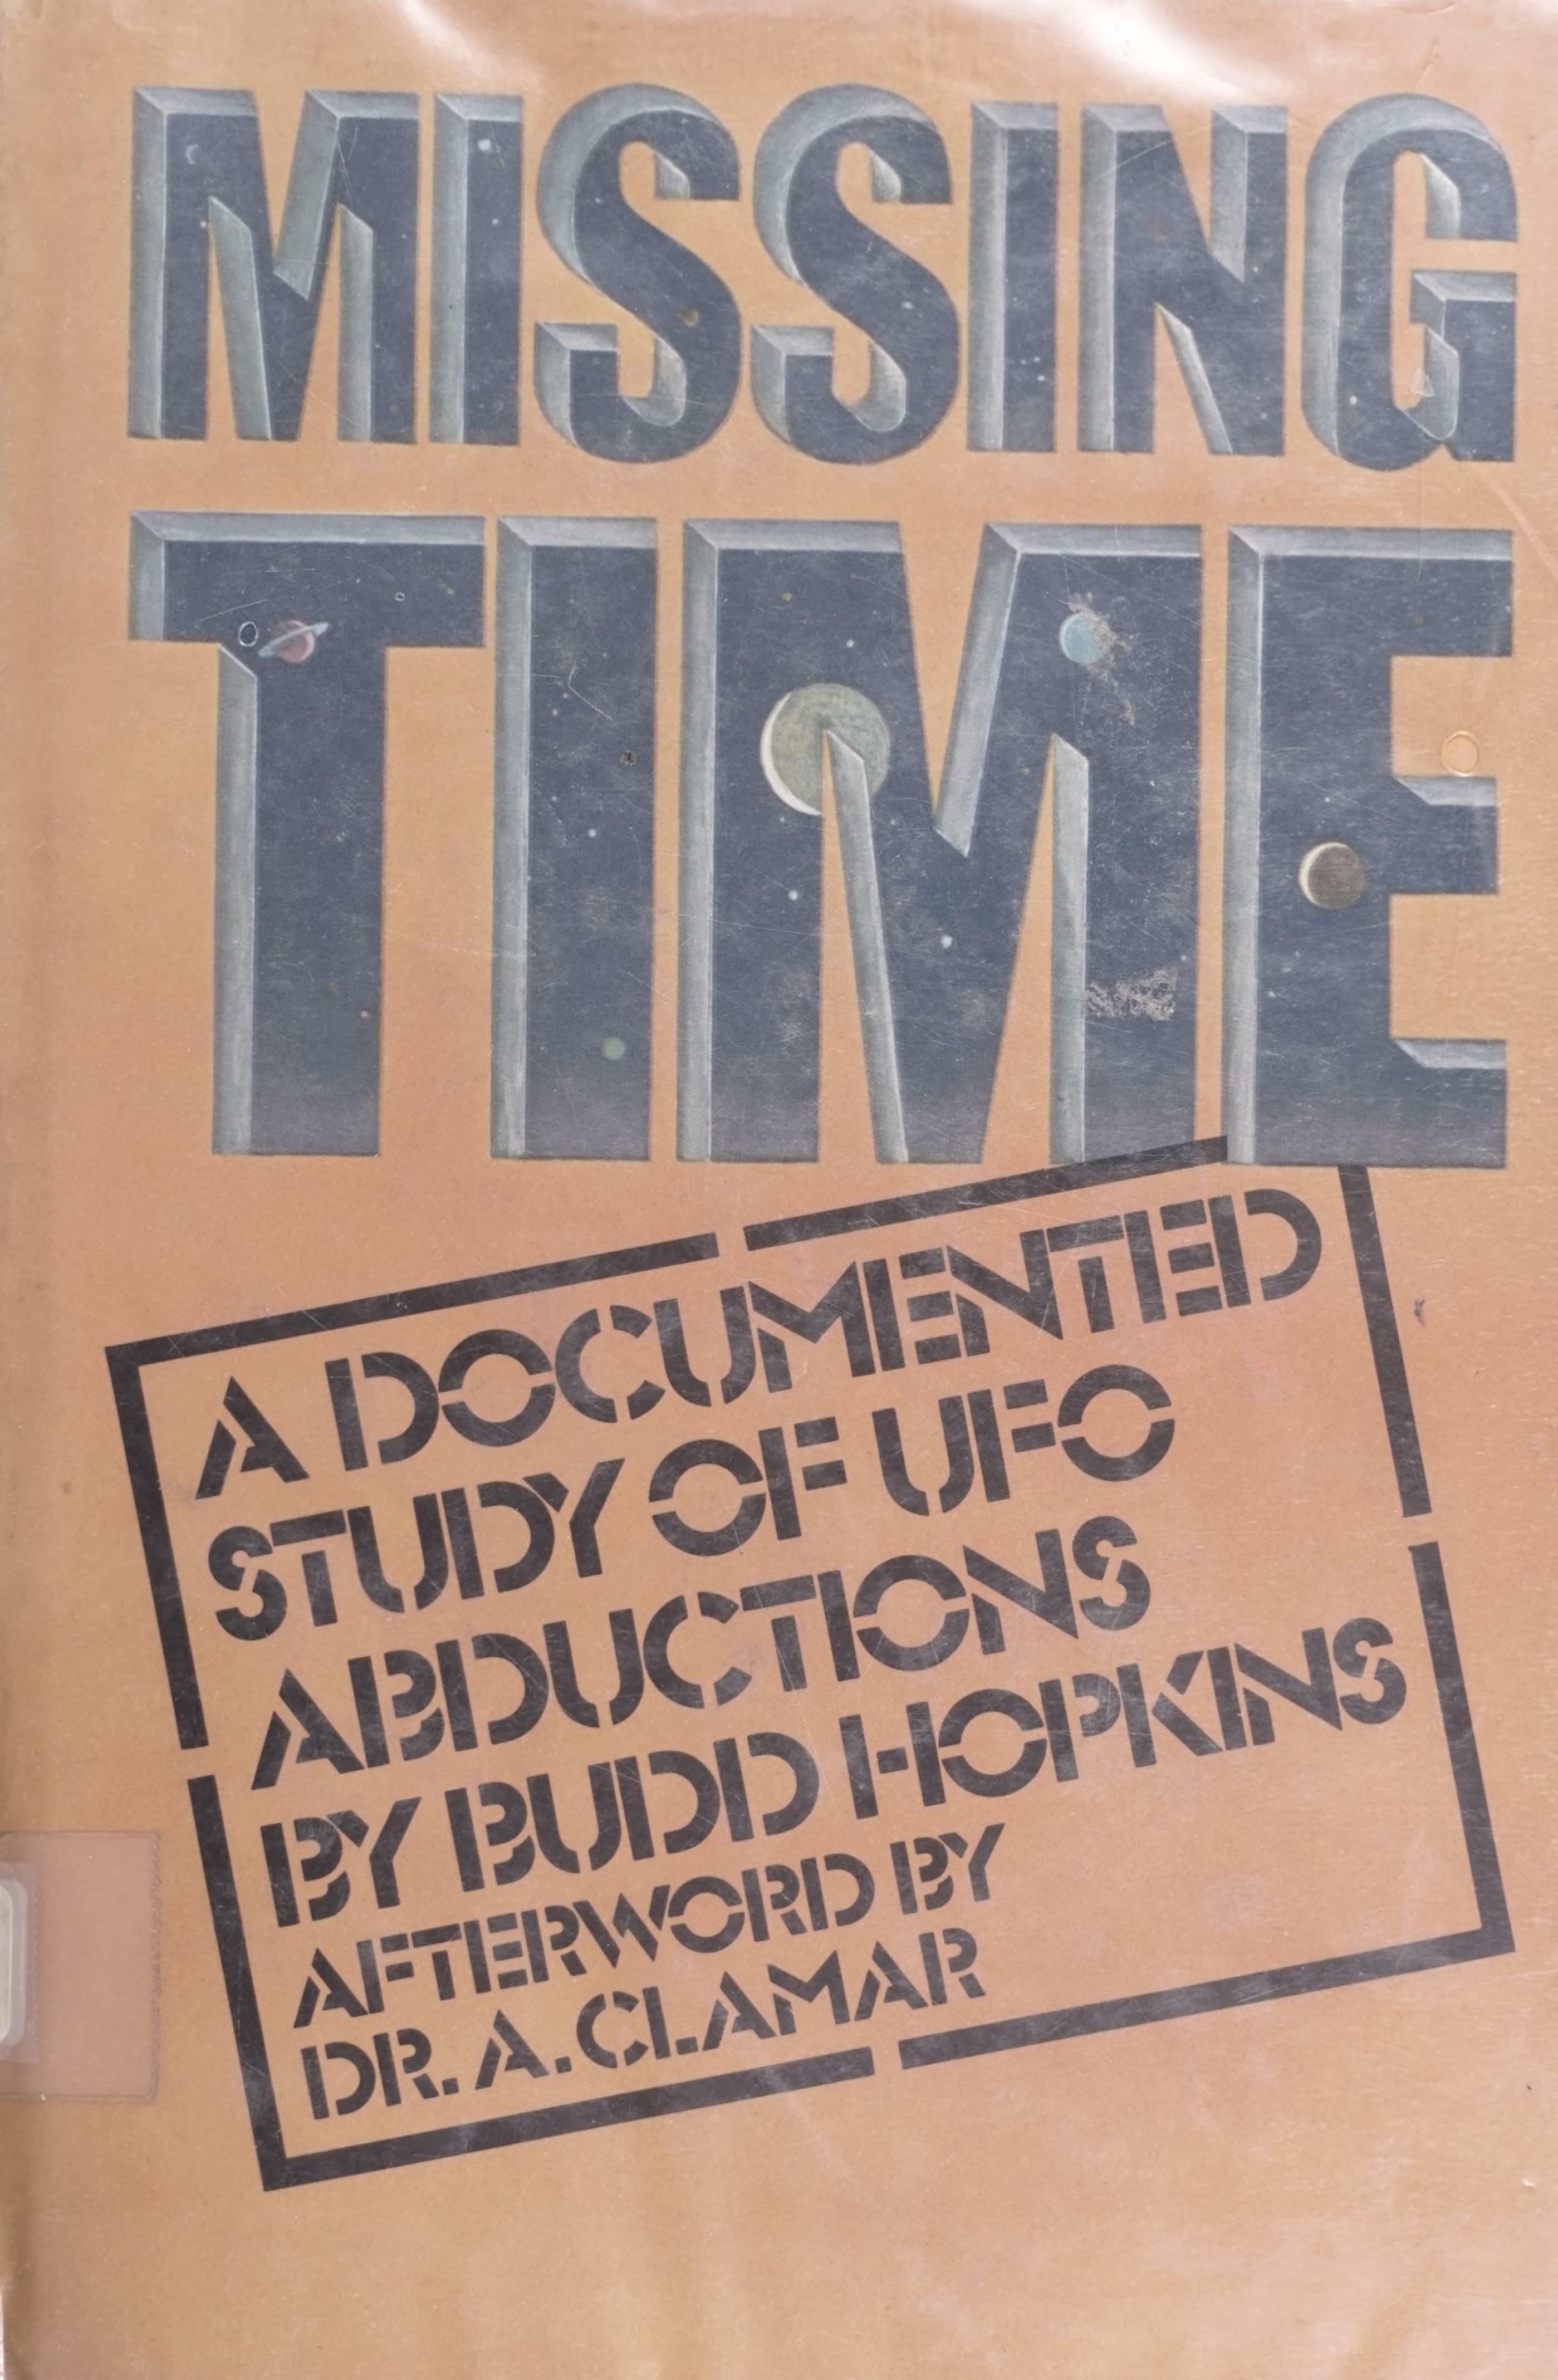 MISSING
TIME
A DOCUMENTED
STUDY OF UFO
ABDUCTIONS
BY BUDD HOPKINS
AFTERWORD BY
DR. A. CLAMAR